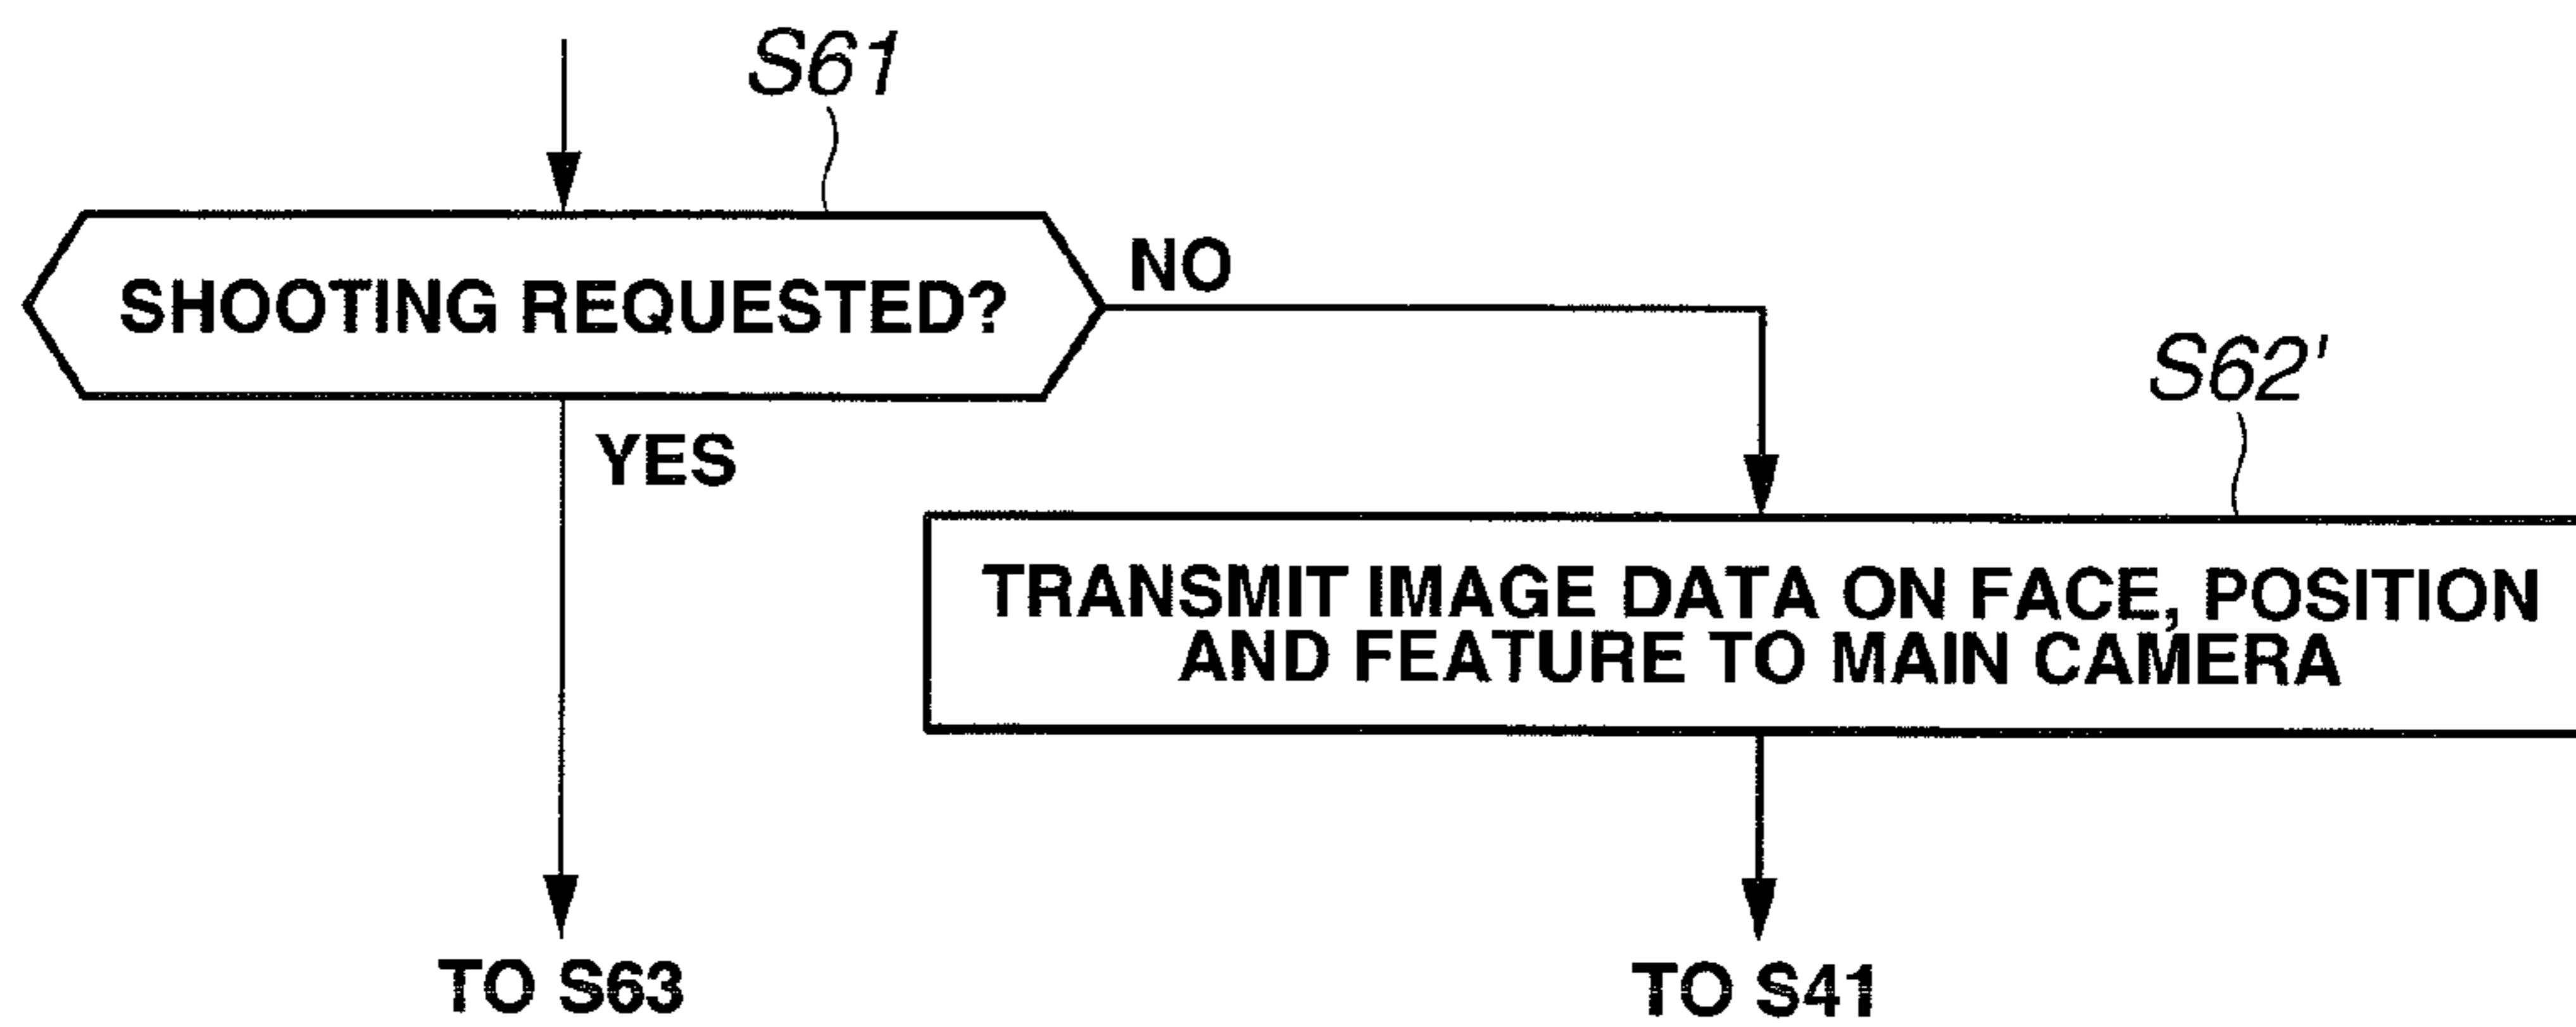 S61
SHOOTING REQUESTED?
NO
YES
S62'
TRANSMIT IMAGE DATA ON FACE, POSITION
AND FEATURE TO MAIN CAMERA
TO S63
TO S41